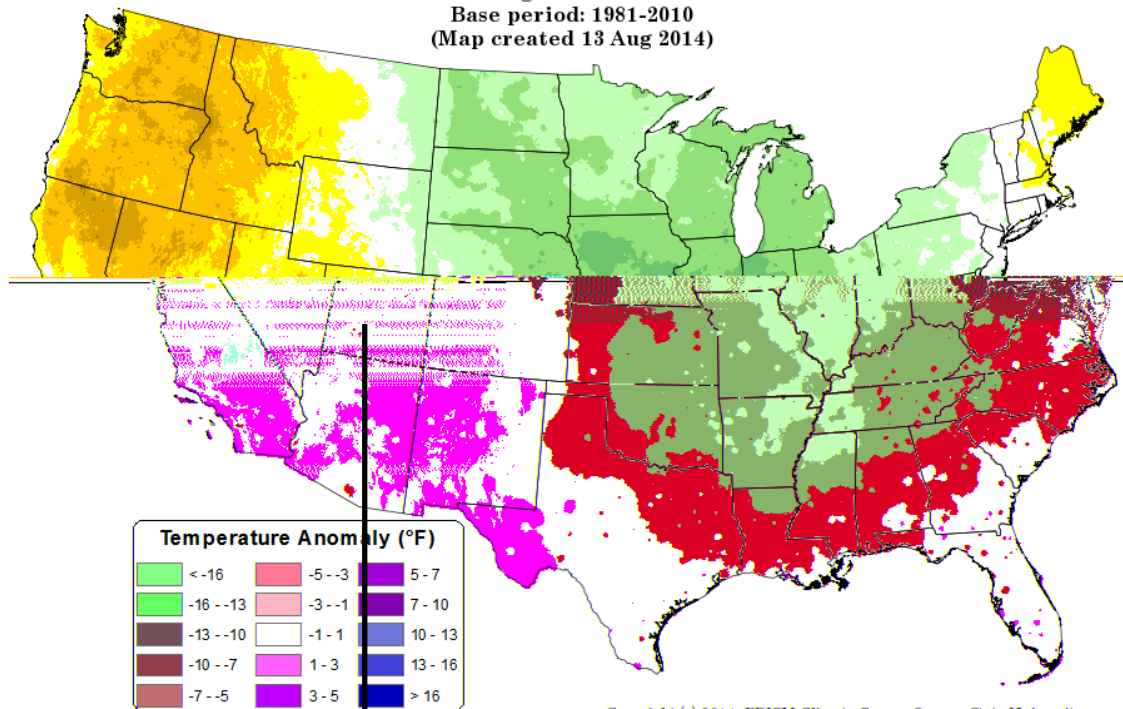 Base period: 1981-2010
(Map created 13 Aug 2014)
Temperature Anomaly (°F)
< -16
-16 - -13
-13 - -10
-10 - -7
-7 - -5
-5 - -3
-3 - -1
-1 - 1
1 - 3
3 - 5
5 - 7
7 - 10
10 - 13
13 - 16
> 16